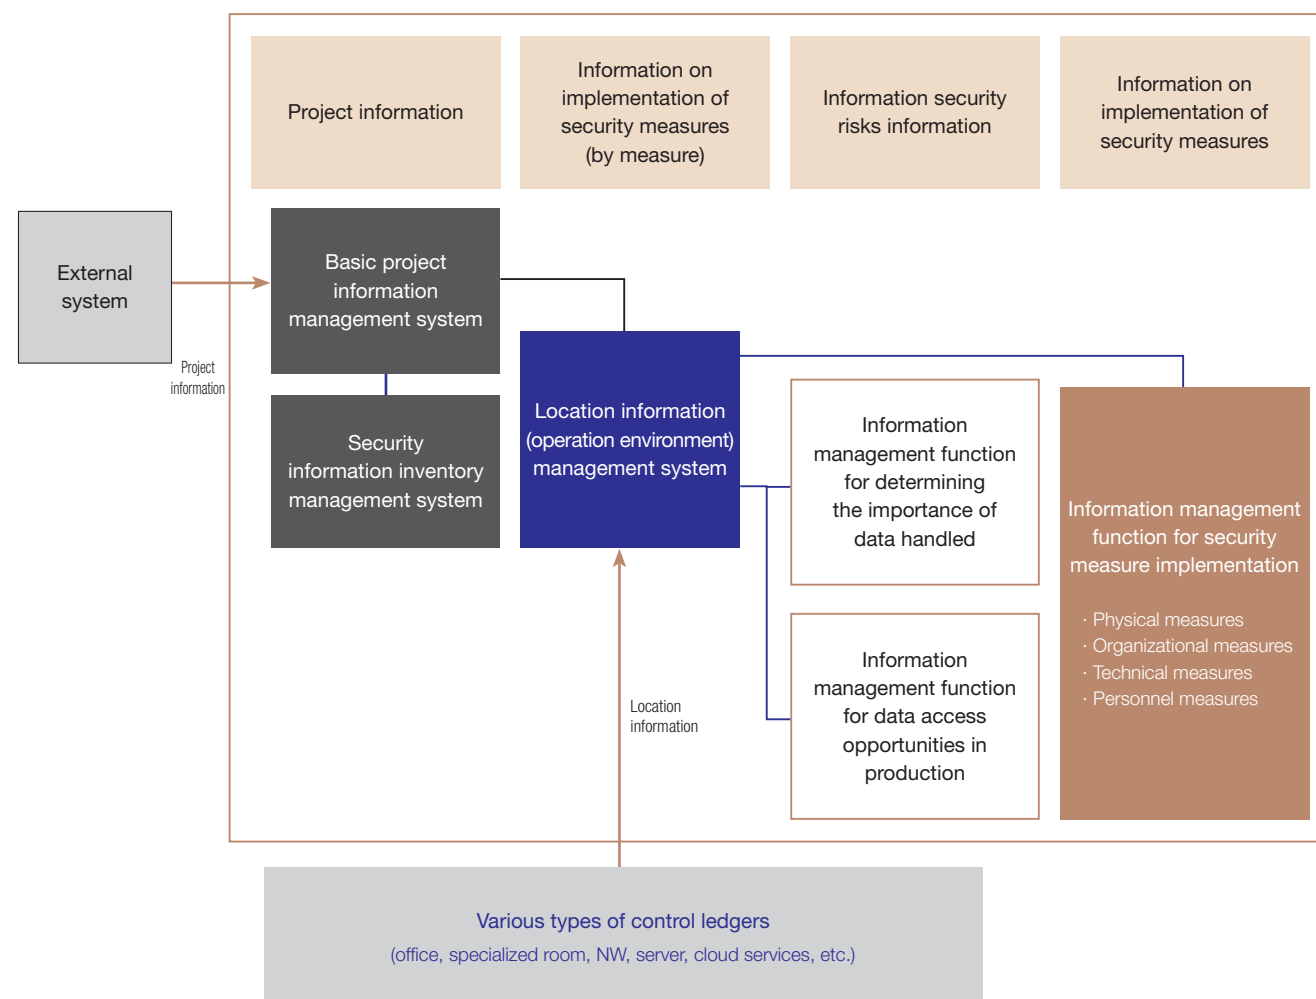 Project information
Information on
implementation of
security measures
(by measure)
Information security
risks information
Information on
implementation of
security measures
External
system
Project
information
Basic project
information
management system
Security
information inventory
management system
Location information
(operation environment)
management system
Information
management function
for determining
the importance of
data handled
Information
management function
for data access
opportunities in
production
Information management
function for security
measure implementation
· Physical measures
· Organizational measures
· Technical measures
· Personnel measures
Location
information
Various types of control ledgers
(office, specialized room, NW, server, cloud services, etc.)